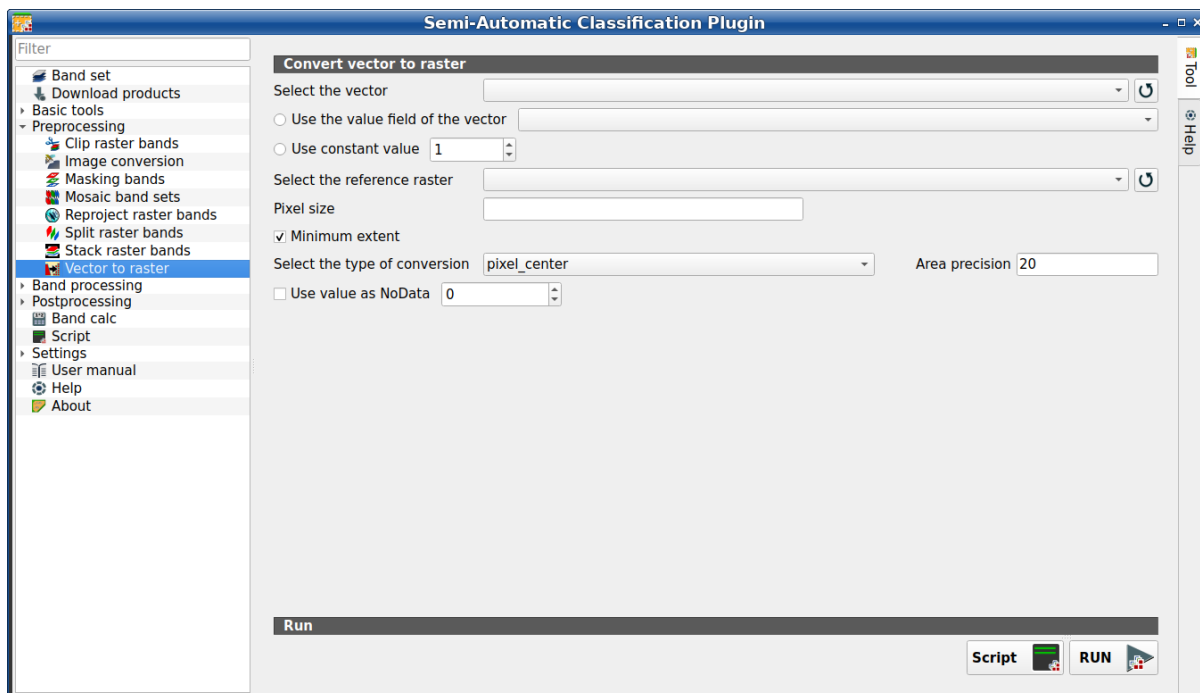 Semi-Automatic Classification Plugin
Filter
Band set
Download products
Basic tools
Preprocessing
Clip raster bands
Image conversion
Masking bands
Mosaic band sets
Reproject raster bands
Split raster bands
Stack raster bands
Vector to raster
Band processing
Postprocessing
Band calc
Script
Settings
User manual
Help
About
Convert vector to raster
Select the vector
Use the value field of the vector
Use constant value 1
Select the reference raster
Pixel size
Minimum extent
Select the type of conversion pixel_center Area precision 20
Use value as NoData 0
Run
Script RUN
Tool
Help